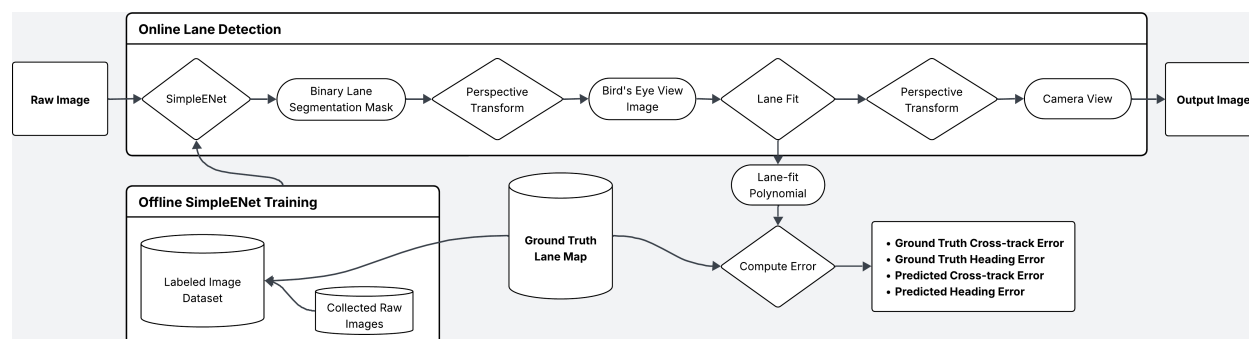 Online Lane Detection
Raw Image
SimpleENet
Binary Lane
Segmentation Mask
Perspective
Transform
Bird's Eye View
Image
Lane Fit
Perspective
Transform
Camera View
Output Image
Lane-fit
Polynomial
Offline SimpleENet Training
Labeled Image
Dataset
Collected Raw
Images
Ground Truth
Lane Map
Compute Error
• Ground Truth Cross-track Error
• Ground Truth Heading Error
• Predicted Cross-track Error
• Predicted Heading Error